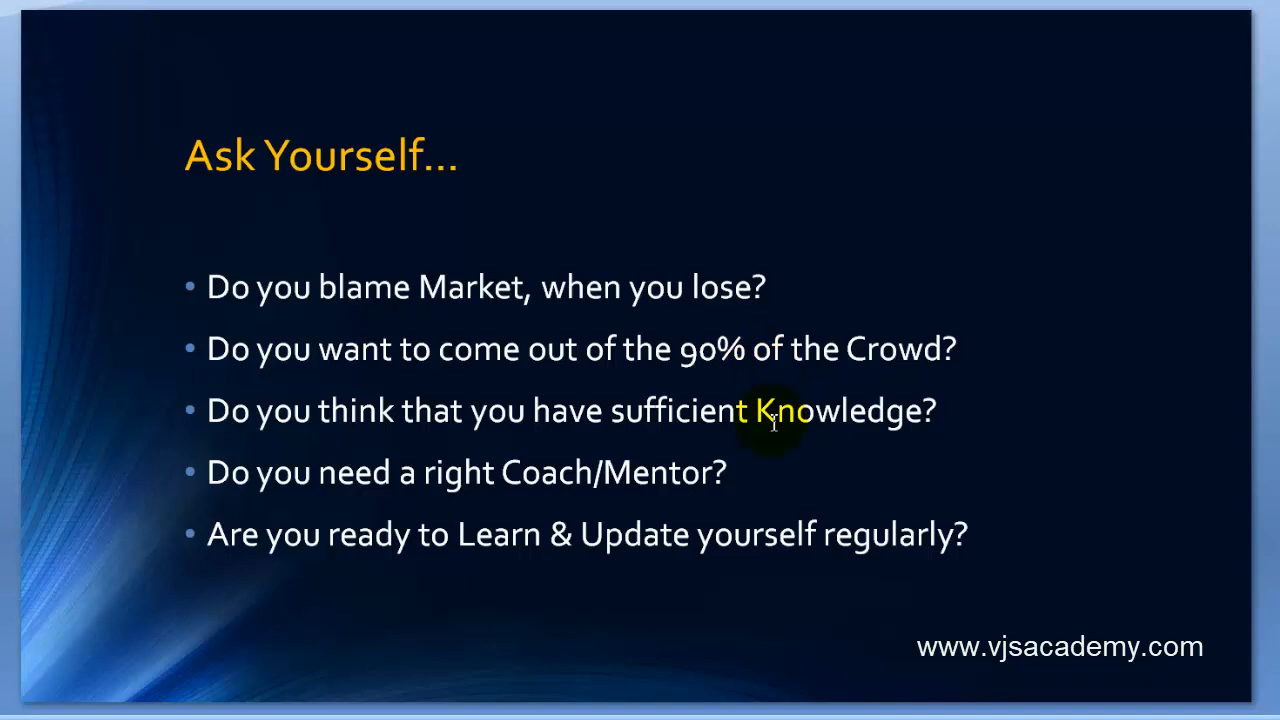 Ask Yourself...
• Do you blame Market, when you lose?
• Do you want to come out of the 90% of the Crowd?
• Do you think that you have sufficient Knowledge?
• Do you need a right Coach/Mentor?
• Are you ready to Learn & Update yourself regularly?
www.vjsacademy.com